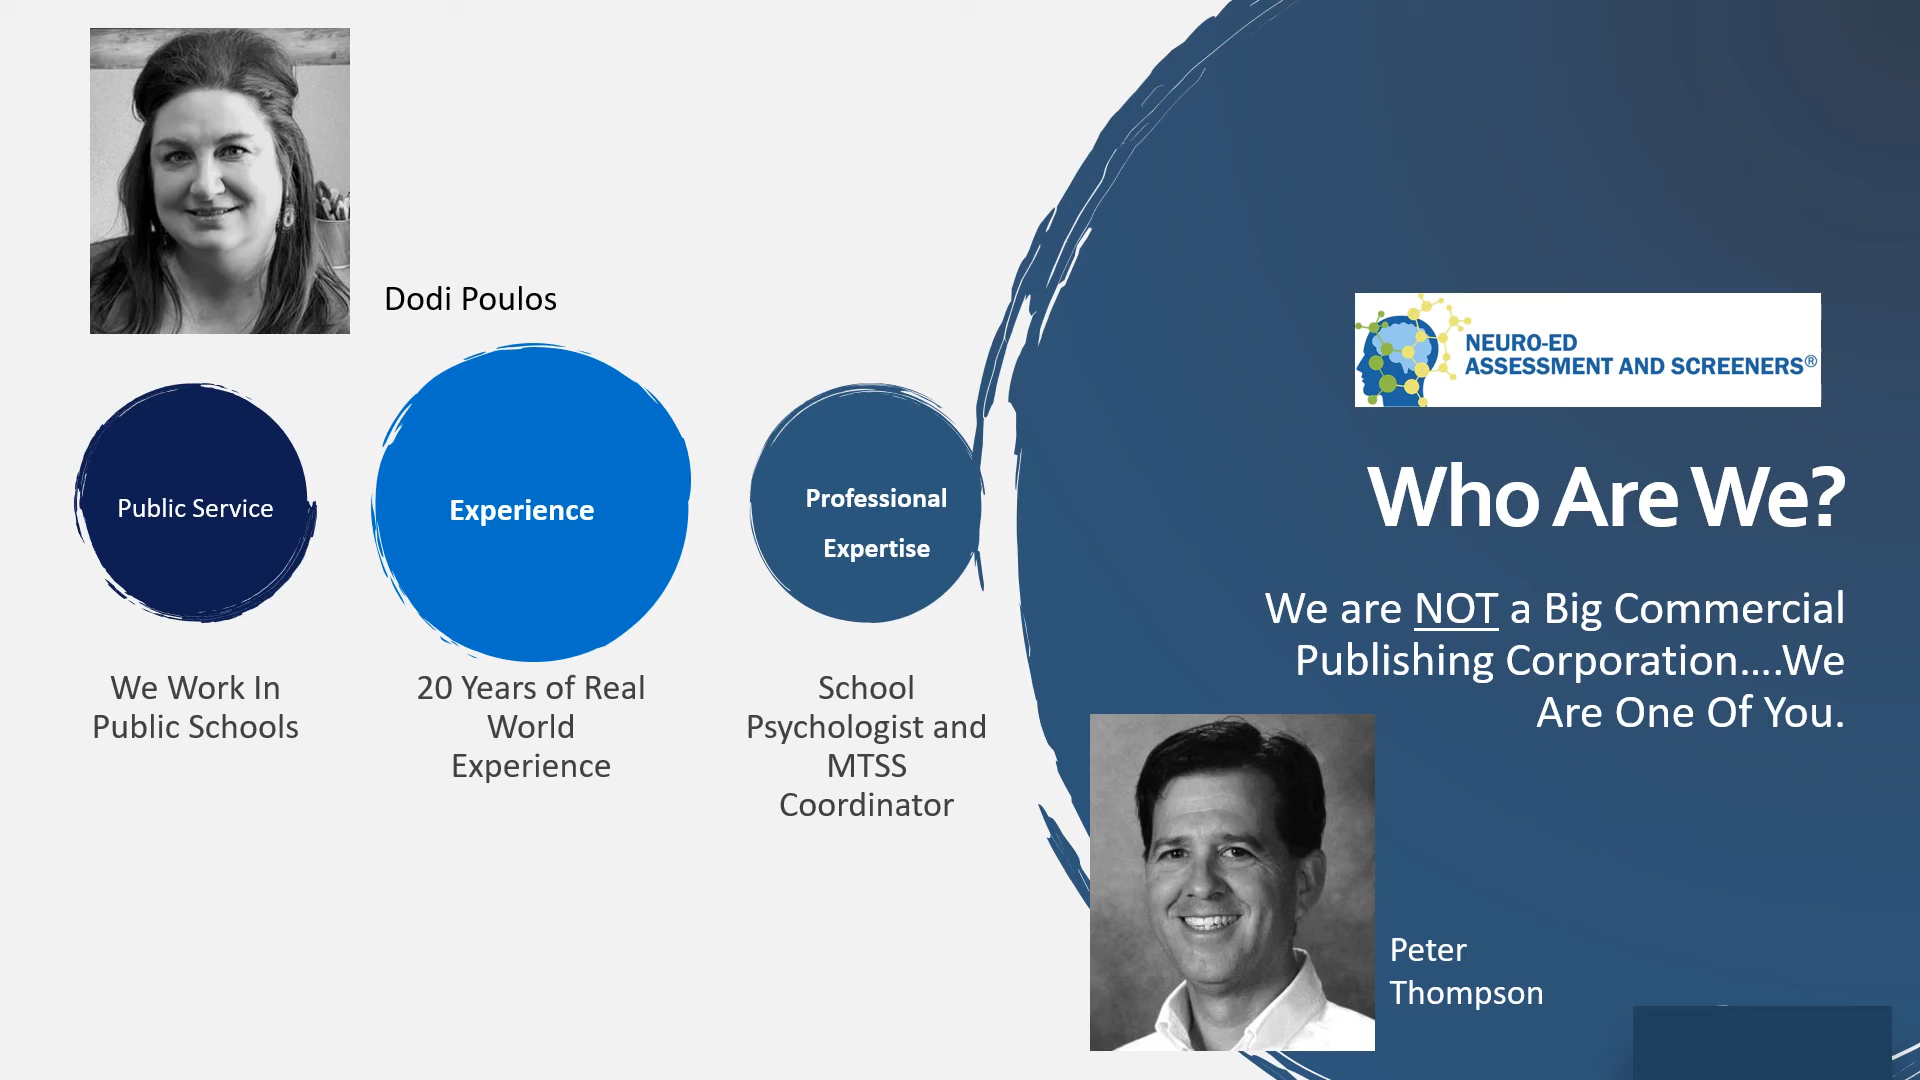 Dodi Poulos
Public Service
Experience
Professional
Expertise
We Work In
Public Schools
20 Years of Real
World
Experience
School
Psychologist and
MTSS
Coordinator
NEURO-ED
ASSESSMENT AND SCREENERS®
Who Are We?
We are NOT a Big Commercial
Publishing Corporation....We
Are One Of You.
Peter
Thompson